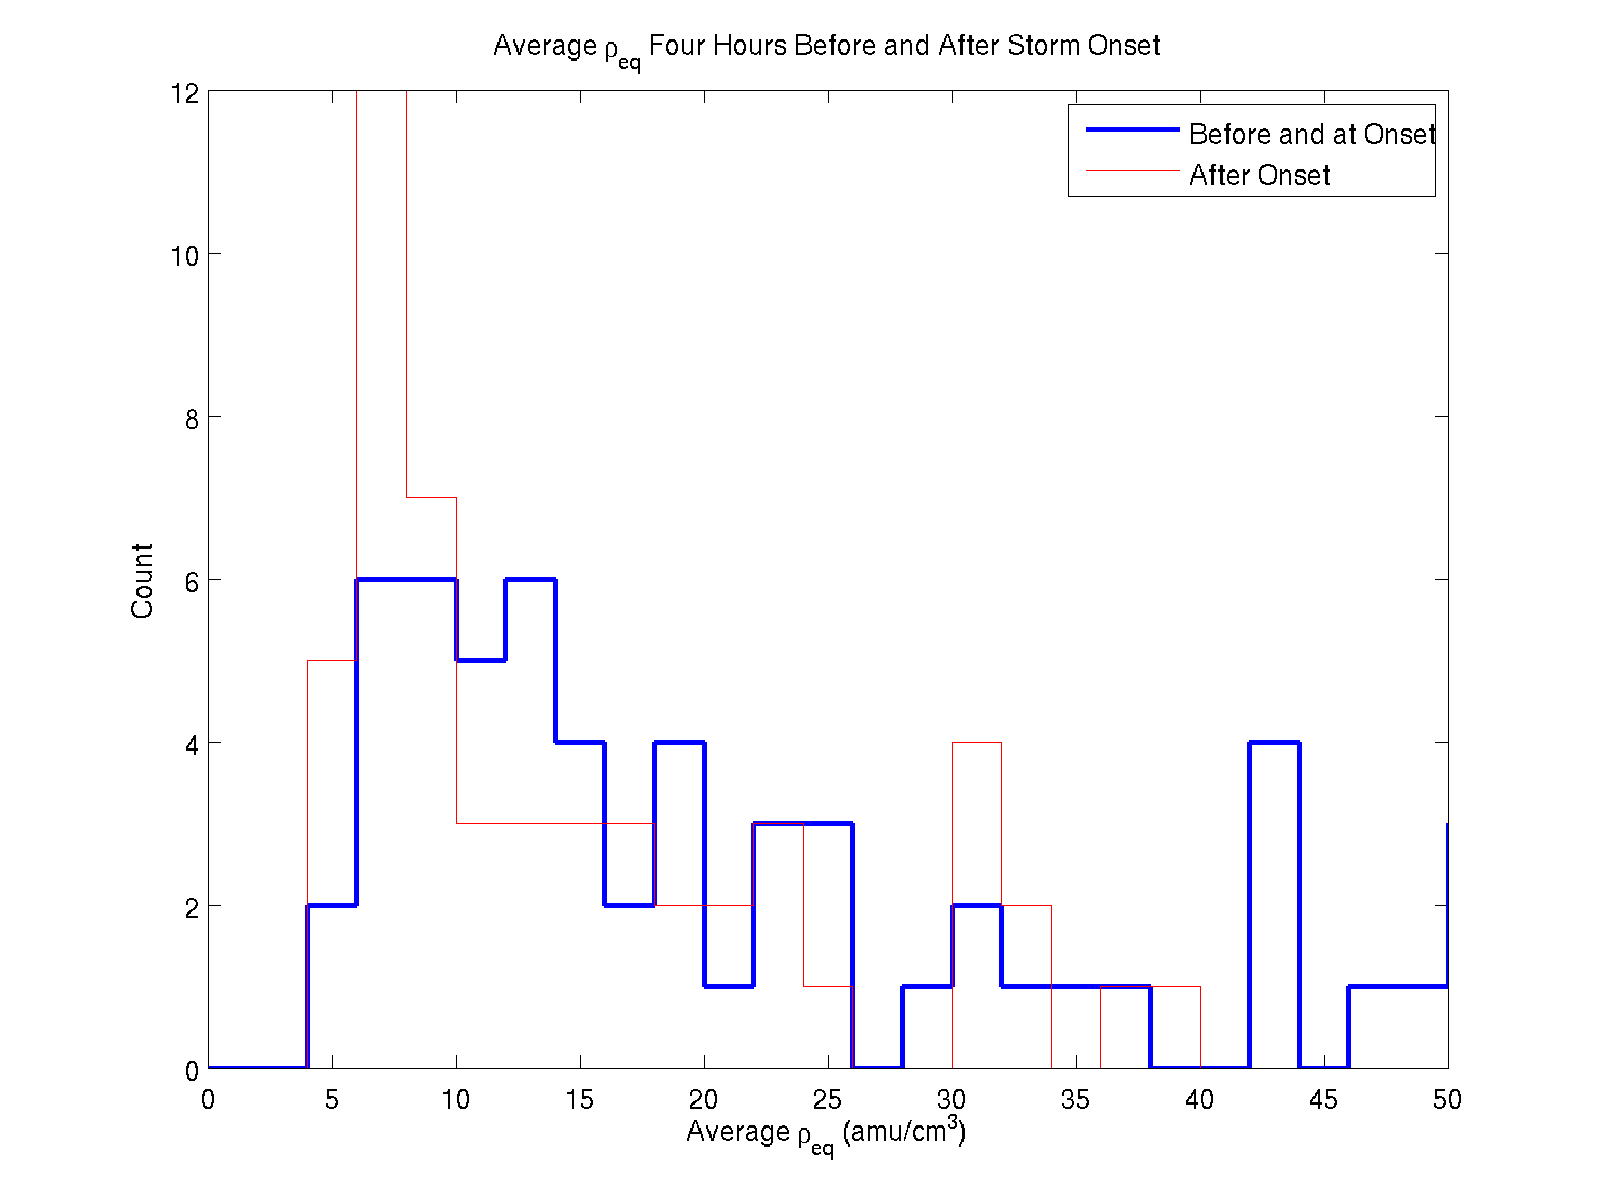 Average ρeq Four Hours Before and After Storm Onset
12
10
8
6
4
2
0
Count
Before and at Onset
After Onset
0 5 10 15 20 25 30 35 40 45 50
Average ρeq (amu/cm³)